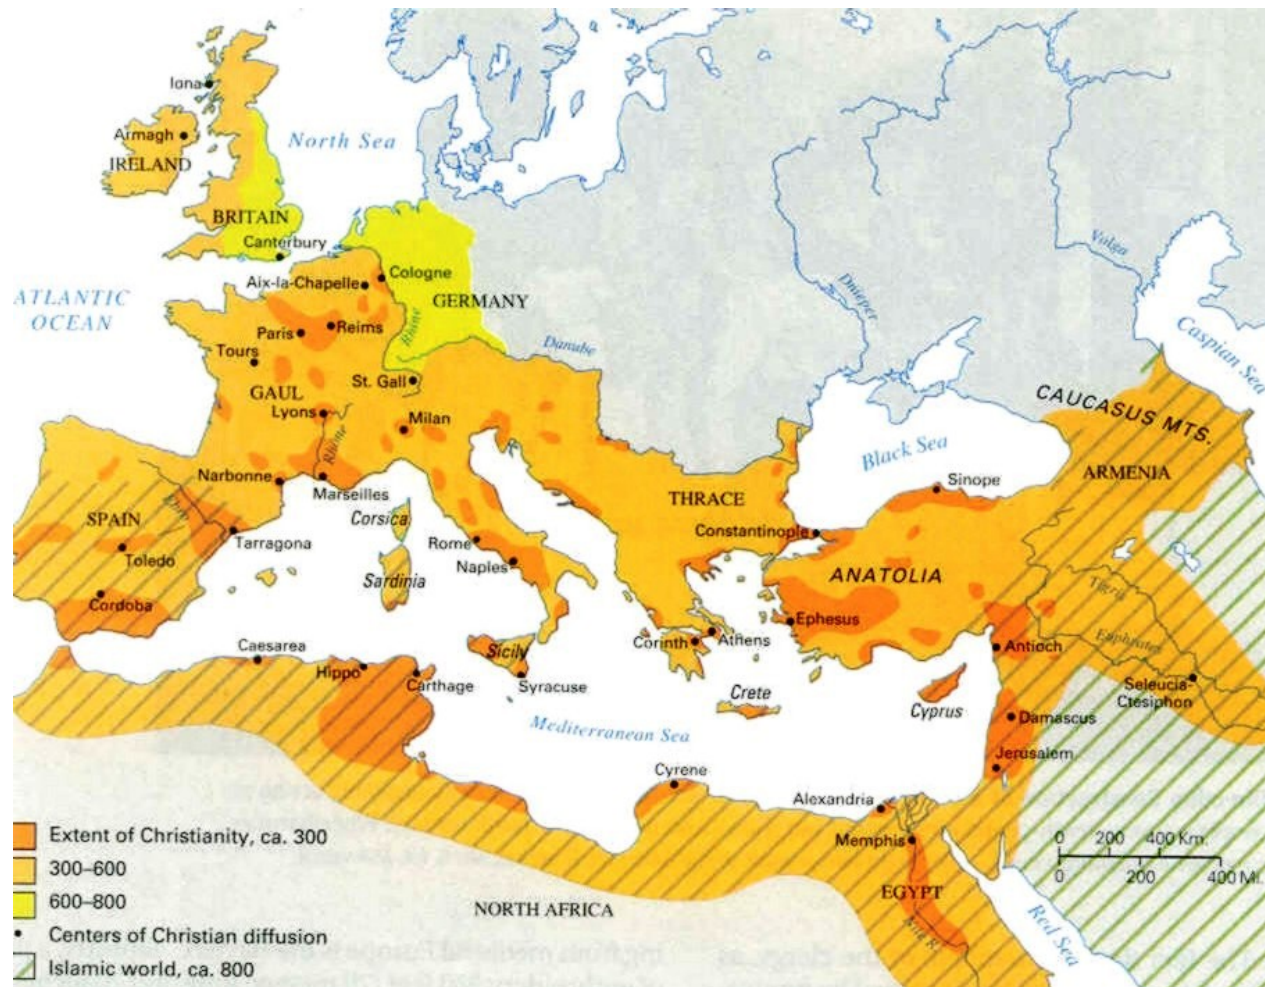 Iona
Armagh
IRELAND
North Sea
BRITAIN
Canterbury
ATLANTIC
OCEAN
Aix-la-Chapelle
Cologne
GERMANY
Rhine
Paris
Reims
Tours
GAUL
St. Gall
Danube
Dnieper
Volga
Caspian Sea
Lyons
Milan
Rhine
CAUCASUS MTS.
Black Sea
ARMENIA
Narbonne
Marseilles
Corsica
Sinope
THRACE
SPAIN
Tarragona
Toledo
Rome
Naples
Sardinia
Constantinople
ANATOLIA
Tigris
Cordoba
Ephesus
Euphrates
Caesarea
Corinth
Athens
Antioch
Hippo
Carthage
Sicily
Syracuse
Crete
Cyprus
Seleucia-
Ctesiphon
Mediterranean Sea
Damascus
Jerusalem
Cyrene
Alexandria
Memphis
EGYPT
Nile R.
Red Sea
NORTH AFRICA
0 200 400 Km.
0 200 400 Mi.
Extent of Christianity, ca. 300
300–600
600–800
Centers of Christian diffusion
Islamic world, ca. 800